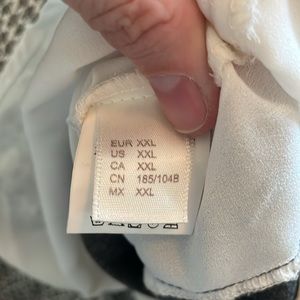 EUR XXL
US XXL
CA XXL
CN 185/104B
MX XXL